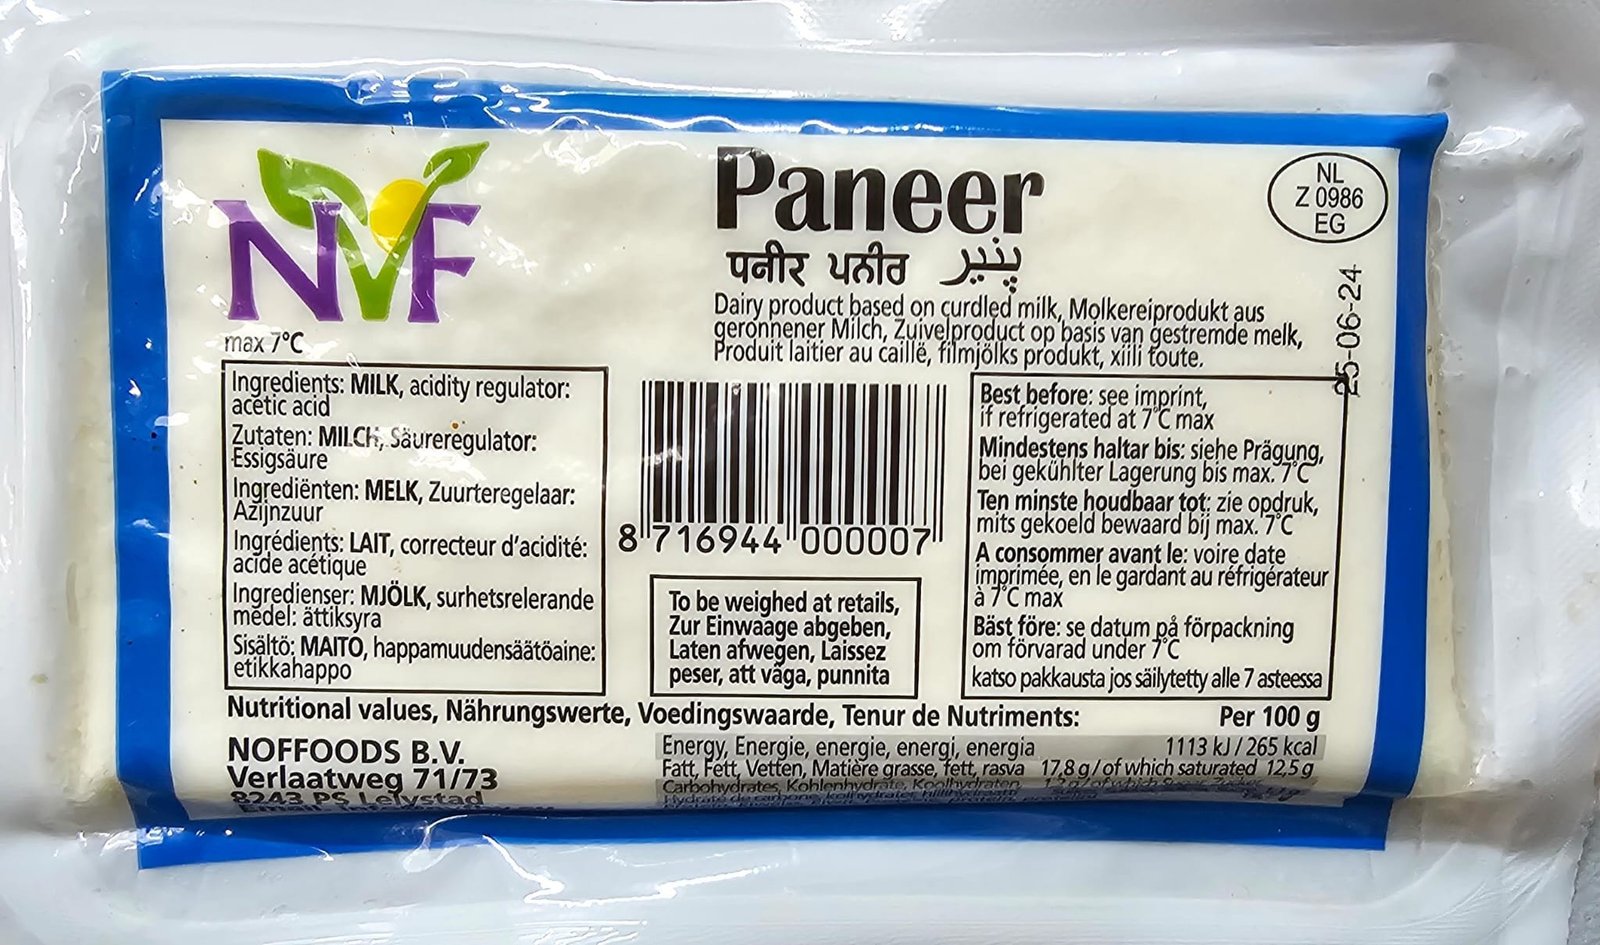 NVF
Paneer
पनीर ਪਨੀਰ پنیر
NL
Z 0986
EG
Dairy product based on curdled milk, Molkereiprodukt aus
geronnener Milch, Zuivelproduct op basis van gestremde melk,
Produit laitier au caillë, filmjölks produkt, xiili toute.
25-06-24
max 7°C
Ingredients: MILK, acidity regulator:
acetic acid
Zutaten: MILCH, Säureregulator:
Essigsäure
Ingrediënten: MELK, Zuurteregelaar:
Azijnzuur
Ingrédients: LAIT, correcteur d'acidité:
acide acétique
Ingredienser: MJÖLK, surhetsrelerande
medel: ättiksyra
Sisältö: MAITO, happamuudensäätöaine:
etikkahappo
8 716944 000007
To be weighed at retails,
Zur Einwaage abgeben,
Laten afwegen, Laissez
peser, att våga, punnita
Best before: see imprint,
if refrigerated at 7°C max
Mindestens haltar bis: siehe Prägung,
bei gekühlter Lagerung bis max. 7°C
Ten minste houdbaar tot: zie opdruk,
mits gekoeld bewaard bij max. 7°C
A consommer avant le: voire date
imprimée, en le gardant au réfrigérateur
à 7°C max
Bäst före: se datum på förpackning
om förvarad under 7°C
katso pakkausta jos säilytetty alle 7 asteessa
Nutritional values, Nährungswerte, Voedingswaarde, Tenur de Nutriments: Per 100 g
NOFFOODS B.V.
Verlaatweg 71/73
8243 PS Lelystad
Energy, Energie, energie, energi, energia 1113 kJ / 265 kcal
Fatt, Fett, Vetten, Matière grasse, fett, rasva 17,8 g / of which saturated 12,5 g
Carbohydrates, Kohlenhydrate, Koolhydraten